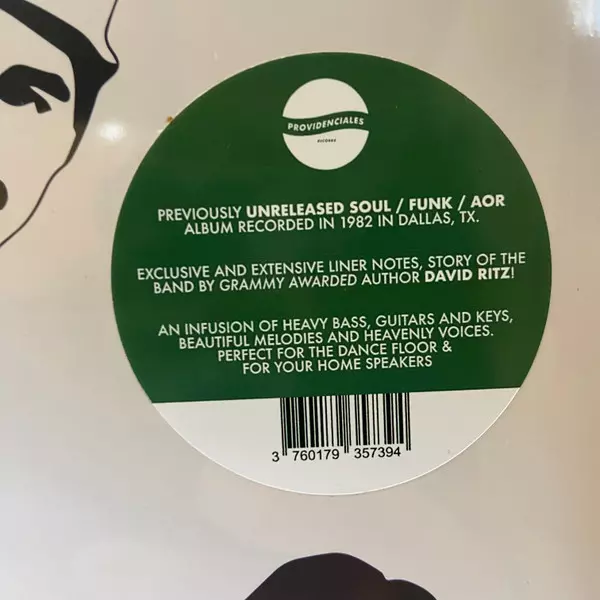 PROVIDENCIALES
RECORDS
PREVIOUSLY UNRELEASED SOUL / FUNK / AOR
ALBUM RECORDED IN 1982 IN DALLAS, TX.
EXCLUSIVE AND EXTENSIVE LINER NOTES, STORY OF THE
BAND BY GRAMMY AWARDED AUTHOR DAVID RITZ!
AN INFUSION OF HEAVY BASS, GUITARS AND KEYS,
BEAUTIFUL MELODIES AND HEAVENLY VOICES.
PERFECT FOR THE DANCE FLOOR &
FOR YOUR HOME SPEAKERS
3 760179 357394